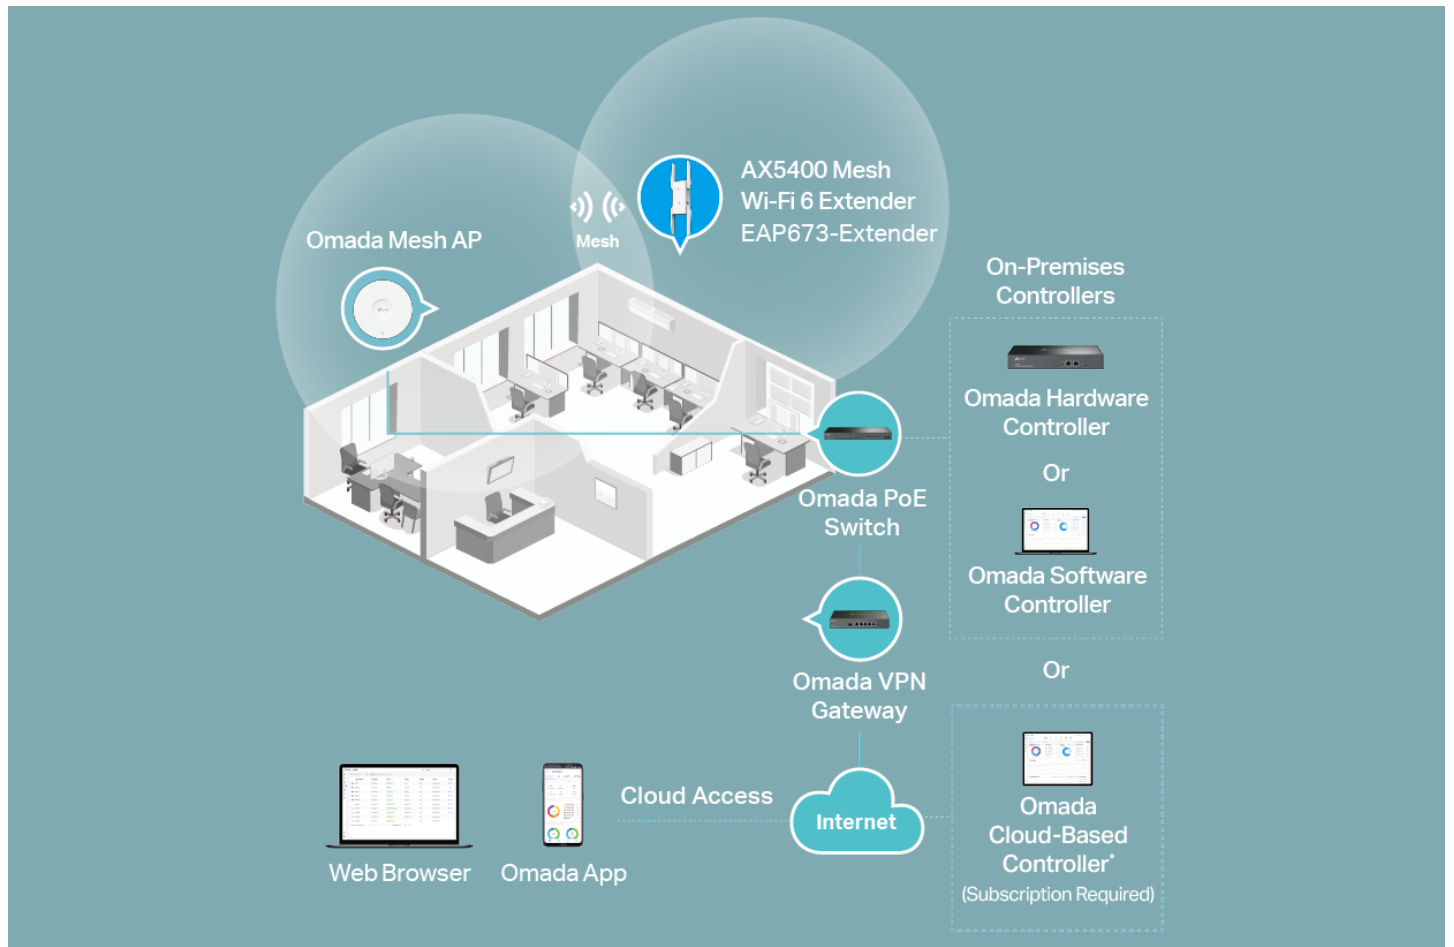 AX5400 Mesh
Wi-Fi 6 Extender
EAP673-Extender
Mesh
Omada Mesh AP
On-Premises
Controllers
Omada Hardware
Controller
Or
Omada Software
Controller
Omada PoE
Switch
Omada VPN
Gateway
Or
Omada
Cloud-Based
Controller*
(Subscription Required)
Internet
Cloud Access
Web Browser
Omada App